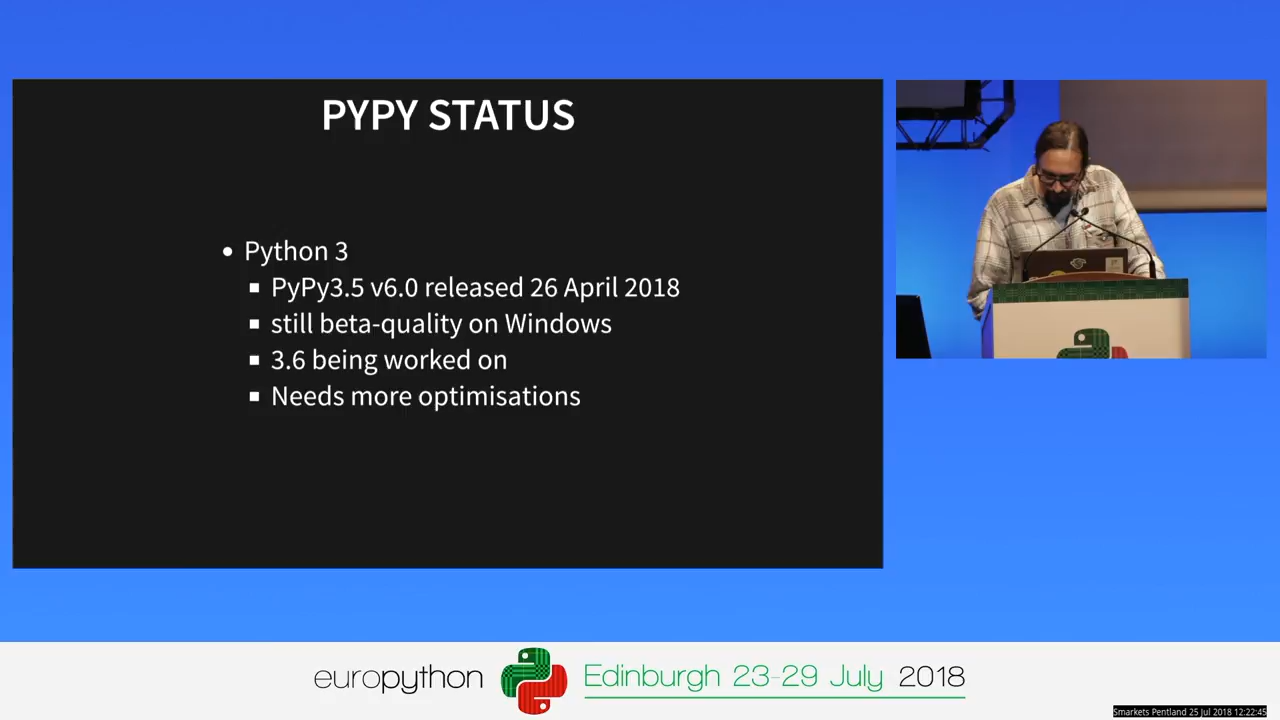 PYPY STATUS
Python 3
PyPy3.5 v6.0 released 26 April 2018
still beta-quality on Windows
3.6 being worked on
Needs more optimisations
europython
Edinburgh 23-29 July 2018
Smarkets Pentland 25 Jul 2018 12:22:45